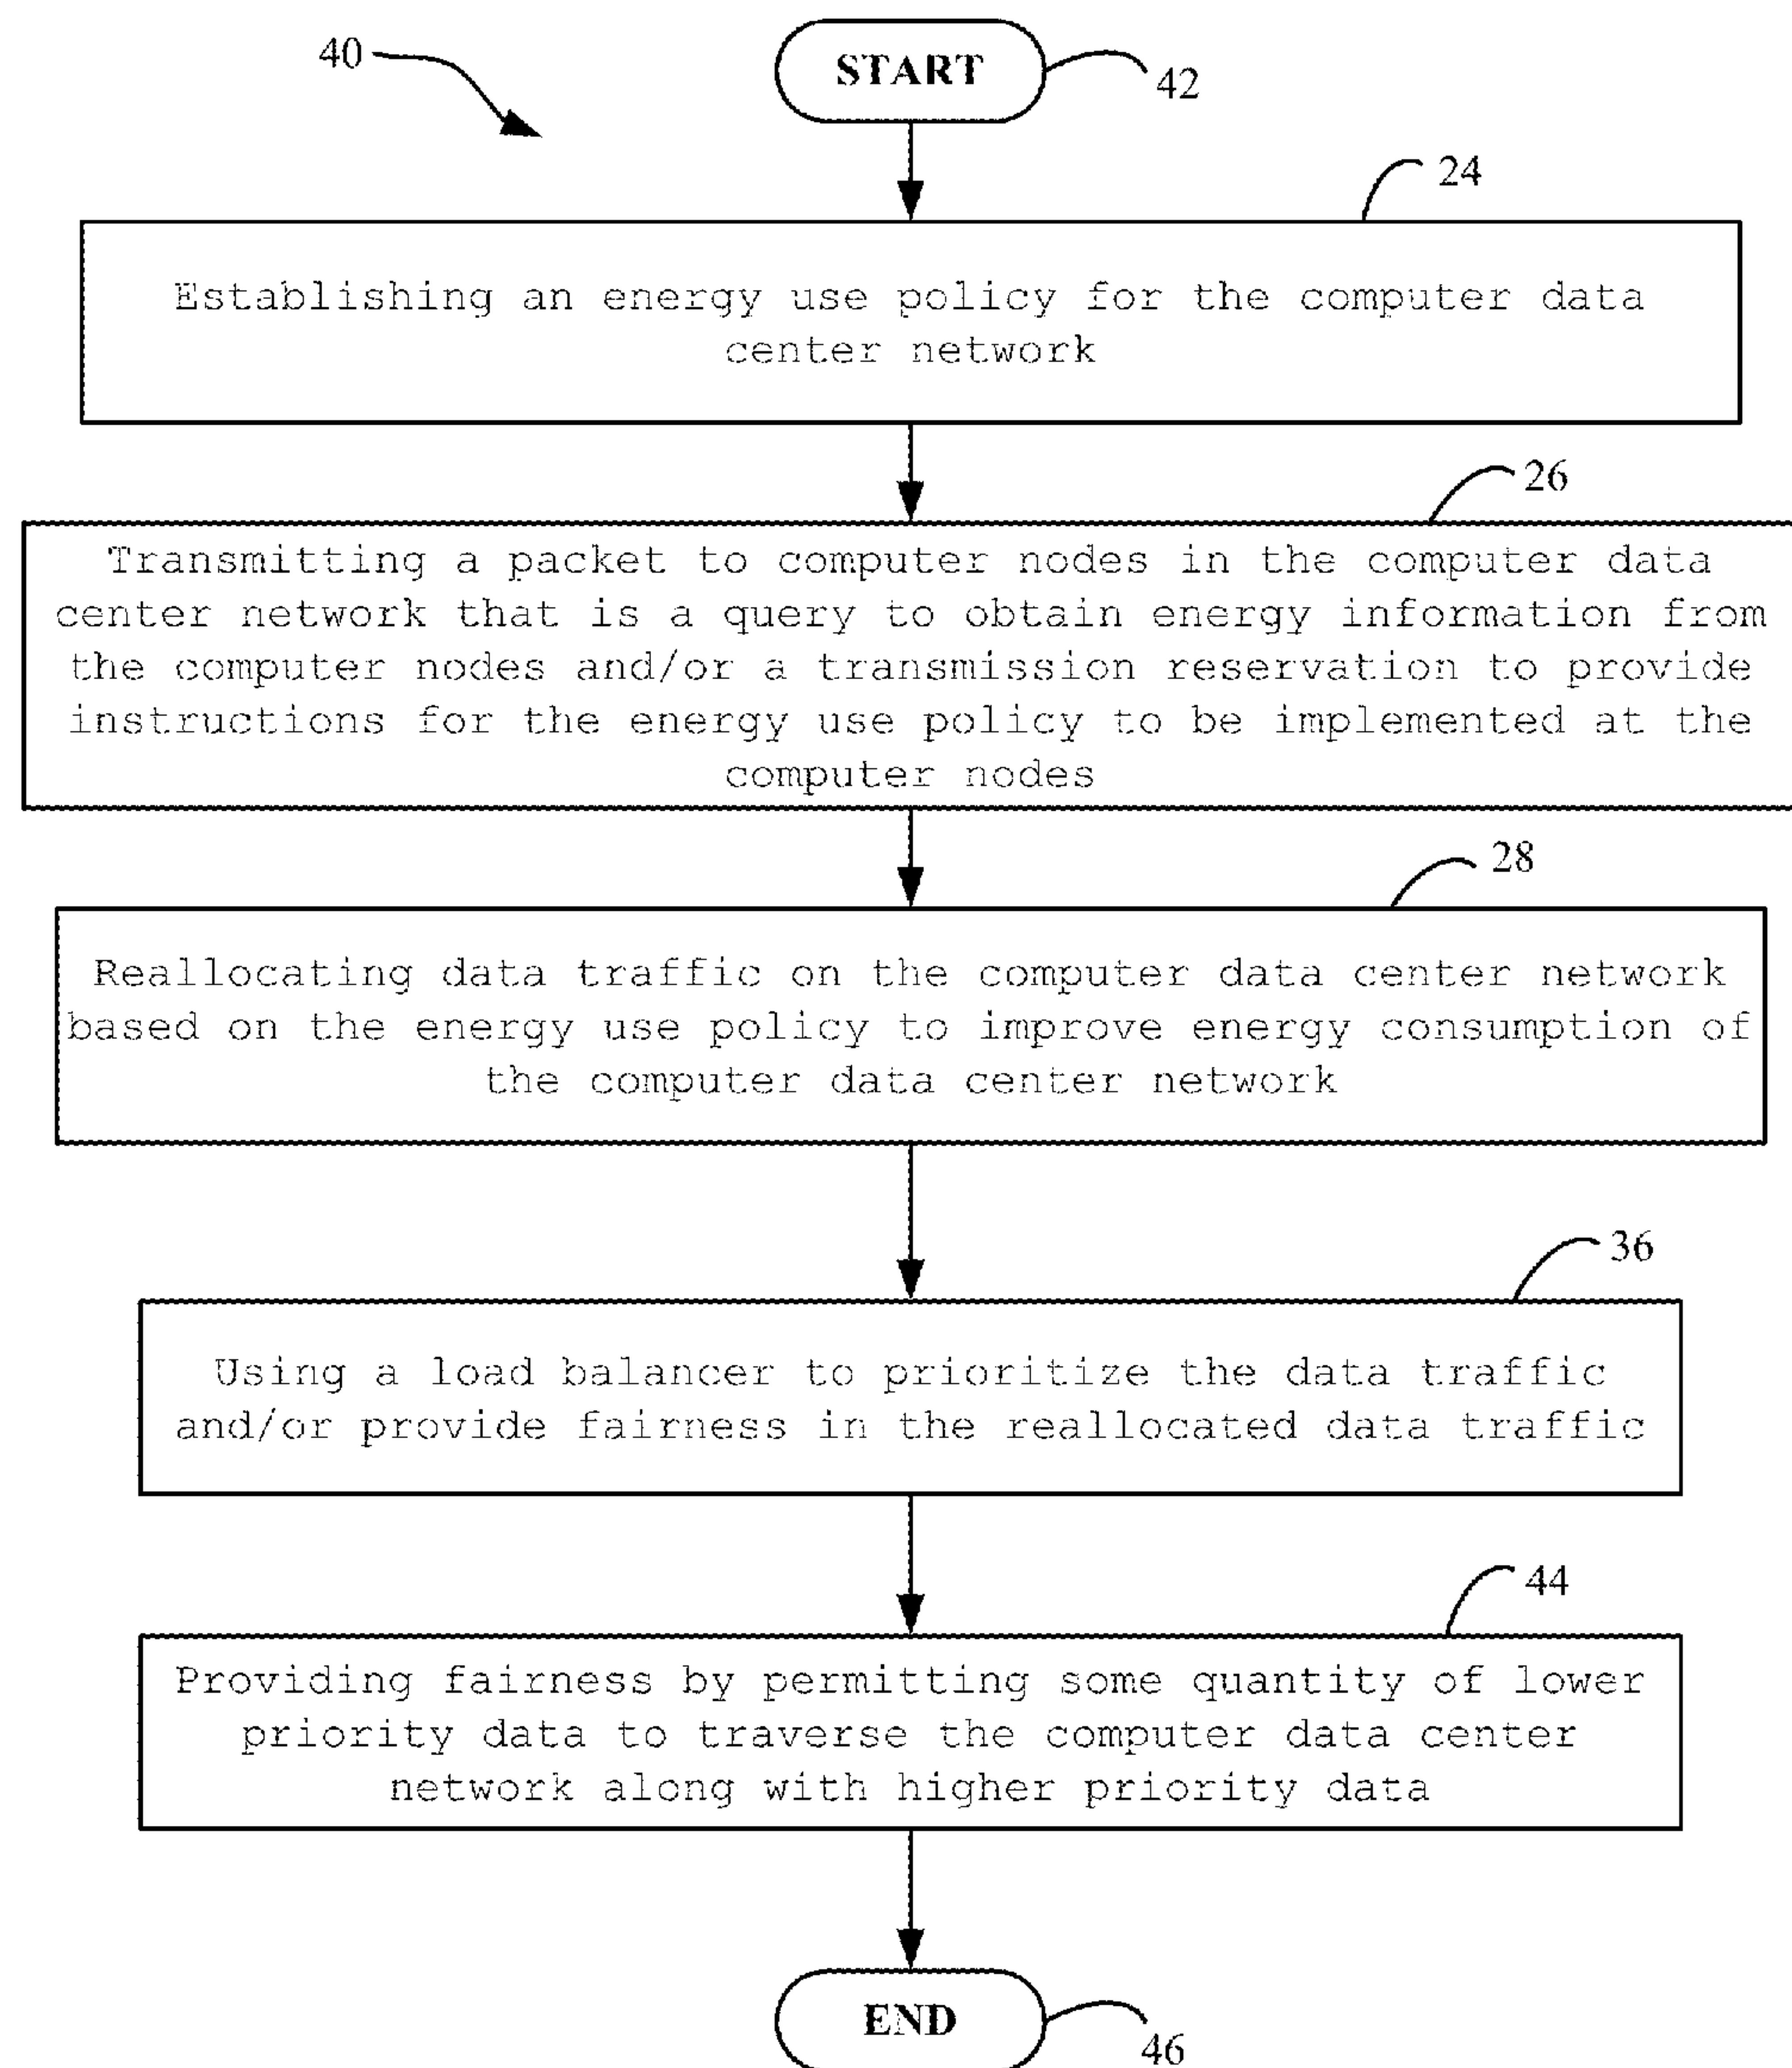 40
START
42
24
Establishing an energy use policy for the computer data
center network
26
Transmitting a packet to computer nodes in the computer data
center network that is a query to obtain energy information from
the computer nodes and/or a transmission reservation to provide
instructions for the energy use policy to be implemented at the
computer nodes
28
Reallocating data traffic on the computer data center network
based on the energy use policy to improve energy consumption of
the computer data center network
36
Using a load balancer to prioritize the data traffic
and/or provide fairness in the reallocated data traffic
44
Providing fairness by permitting some quantity of lower
priority data to traverse the computer data center
network along with higher priority data
END
46